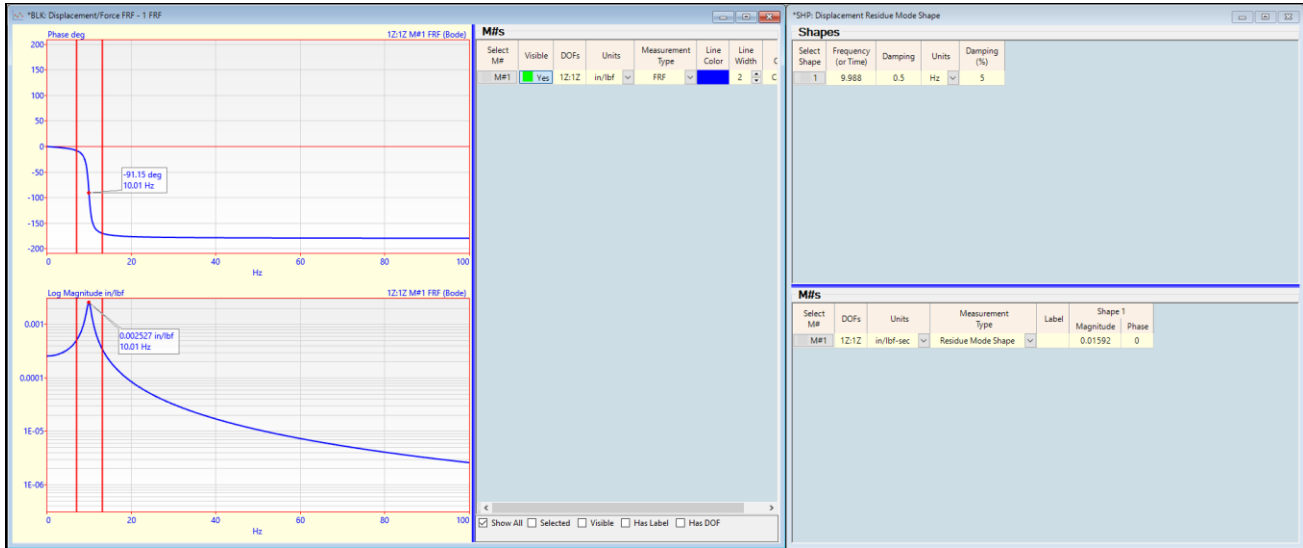 *BLK: Displacement/Force FRF - 1 FRF
Phase deg
1Z:1Z M#1 FRF (Bode)
200
150
100
50
0
-50
-100
-150
-200
-91.15 deg
10.01 Hz
0 20 40 60 80 100
Hz
Log Magnitude in/lbf
1Z:1Z M#1 FRF (Bode)
0.001
0.0001
1E-05
1E-06
0.002527 in/lbf
10.01 Hz
0 20 40 60 80 100
Hz
M#s
Select M# Visible DOFs Units Measurement Type Line Color Line Width C
M#1 Yes 1Z:1Z in/lbf FRF 2 C
Show All Selected Visible Has Label Has DOF
*SHP: Displacement Residue Mode Shape
Shapes
Select Shape Frequency (or Time) Damping Units Damping (%)
1 9.988 0.5 Hz 5
M#s
Select M# DOFs Units Measurement Type Label Shape 1
Magnitude Phase
M#1 1Z:1Z in/lbf-sec Residue Mode Shape 0.01592 0